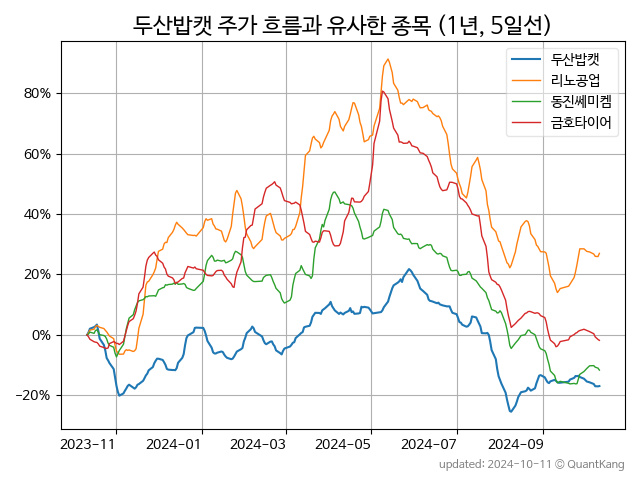 두산밥캣 주가 흐름과 유사한 종목 (1년, 5일선)
두산밥캣
리노공업
동진쎄미켐
금호타이어
80%
60%
40%
20%
0%
−20%
2023-11
2024-01
2024-03
2024-05
2024-07
2024-09
updated: 2024-10-11 © QuantKang